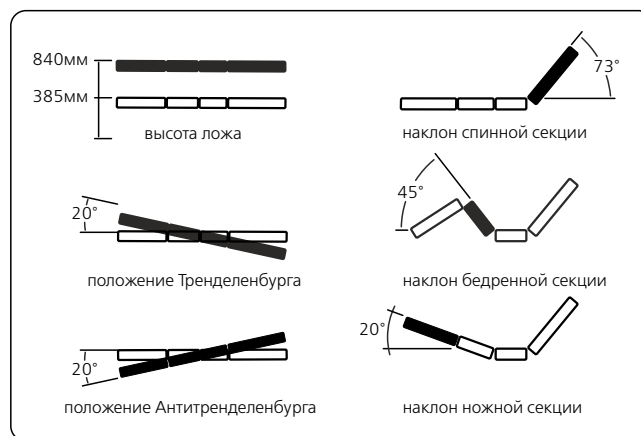 840мм
385мм
высота ложа
73°
наклон спинной секции
20°
положение Тренделенбурга
45°
наклон бедренной секции
20°
положение Антитренделенбурга
20°
наклон ножной секции